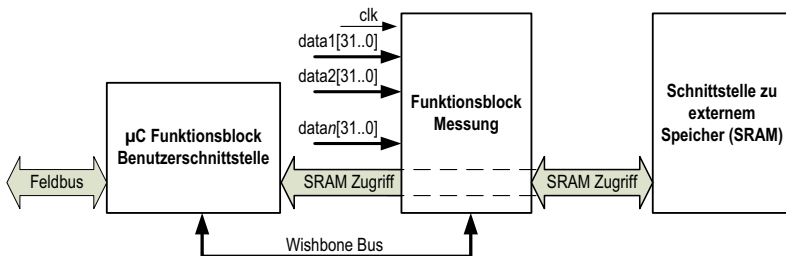 clk
data1[31..0]
data2[31..0]
datan[31..0]
Funktionsblock
Messung
Schnittstelle zu
externem
Speicher (SRAM)
µC Funktionsblock
Benutzerschnittstelle
Feldbus
SRAM Zugriff
SRAM Zugriff
Wishbone Bus